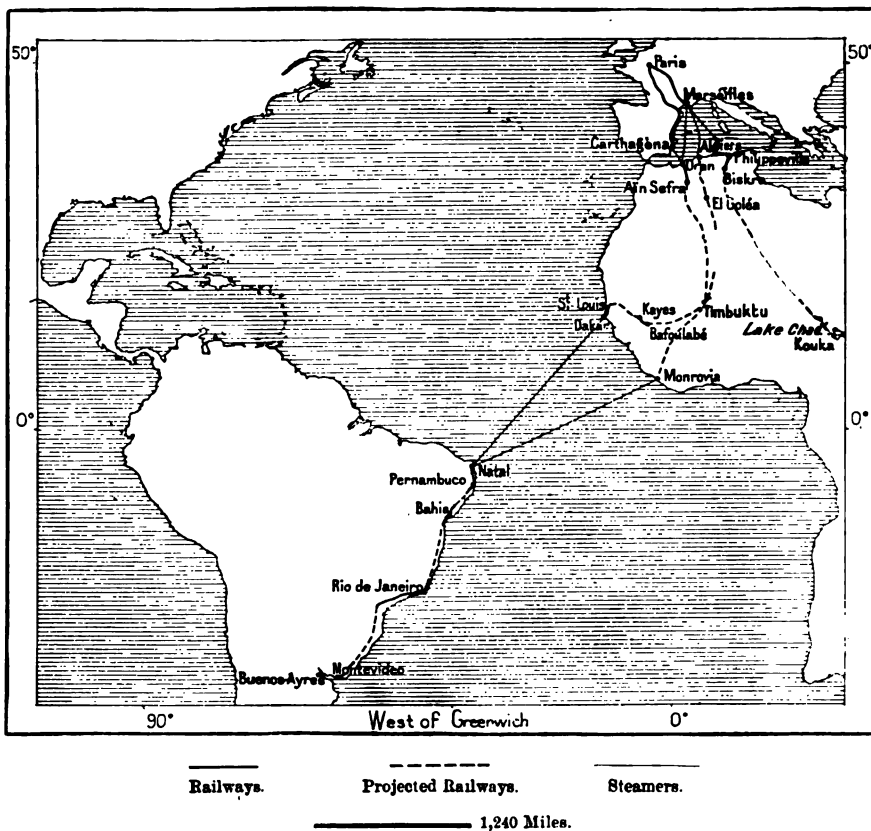 50°
50°
Paris
Marseilles
Carthagena
Algiers
Oran
Philippeville
Biskra
Aïn Sefra
El Goléa
St. Louis
Kayes
Timbuktu
Dakar
Bafoulabé
Lake Chad
Kouka
Monrovia
0°
0°
Natal
Pernambuco
Bahia
Rio de Janeiro
Montevideo
Buenos-Ayres
90°
West of Greenwich
0°
Railways.
Projected Railways.
Steamers.
1,240 Miles.